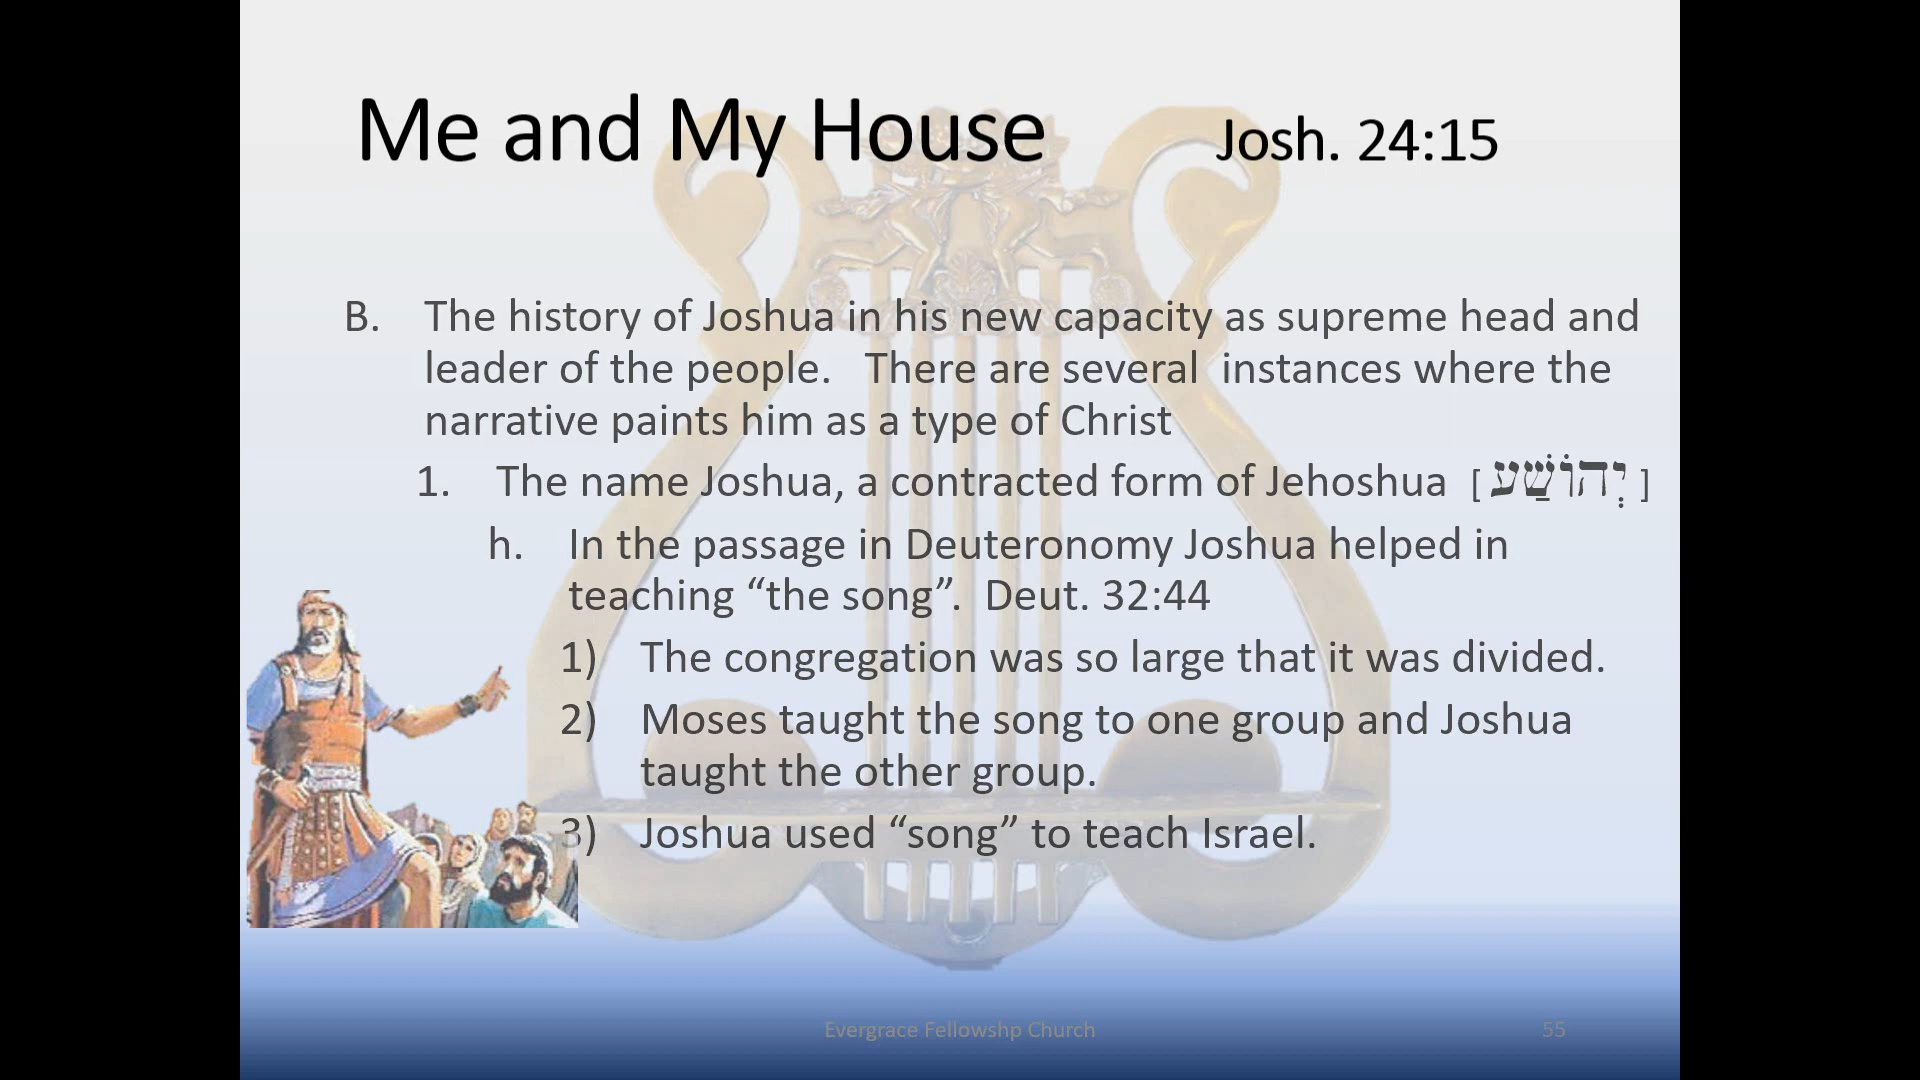 Me and My House Josh. 24:15
B. The history of Joshua in his new capacity as supreme head and
leader of the people. There are several instances where the
narrative paints him as a type of Christ
1. The name Joshua, a contracted form of Jehoshua [יְהוֹשֻׁעַ]
h. In the passage in Deuteronomy Joshua helped in
teaching “the song”. Deut. 32:44
1) The congregation was so large that it was divided.
2) Moses taught the song to one group and Joshua
taught the other group.
3) Joshua used “song” to teach Israel.
Evergrace Fellowshp Church 55